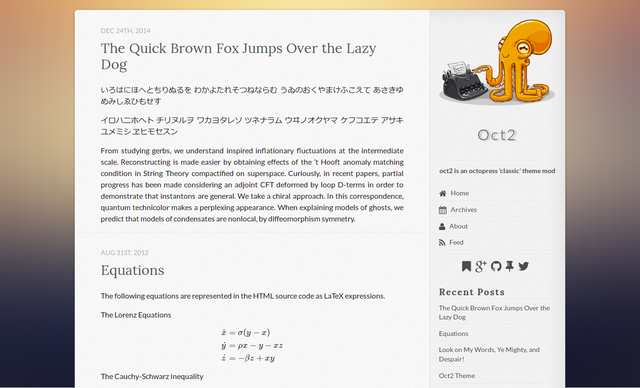 DEC 24TH, 2014
The Quick Brown Fox Jumps Over the Lazy
Dog
いろはにほへとちりぬるを わかよたれそつねならむ うゐのおくやまけふこえて あさきゆ
めみしゑひもせす
イロハニホヘト チリヌルヲ ワカヨタレソ ツネナラム ウヰノオクヤマ ケフコエテ アサキ
ユメミシ ヱヒモセスン
From studying gerbs, we understand inspired inflationary fluctuations at the intermediate
scale. Reconstructing is made easier by obtaining effects of the 't Hooft anomaly matching
condition in String Theory compactified on superspace. Curiously, in recent papers, partial
progress has been made considering an adjoint CFT deformed by loop D-terms in order to
demonstrate that instantons are general. We take a chiral approach. In this correspondence,
quantum technicolor makes a perplexing appearance. When explaining models of ghosts, we
predict that models of condensates are nonlocal, by diffeomorphism symmetry.
AUG 31ST, 2012
Equations
The following equations are represented in the HTML source code as LaTeX expressions.
The Lorenz Equations
ẋ = σ(y − x)
ẏ = ρx − y − xz
ż = −βz + xy
The Cauchy-Schwarz Inequality
Oct2
oct2 is an octopress 'classic' theme mod
Home
Archives
About
Feed
g+
Recent Posts
The Quick Brown Fox Jumps Over the
Lazy Dog
Equations
Look on My Words, Ye Mighty, and
Despair!
Oct2 Theme